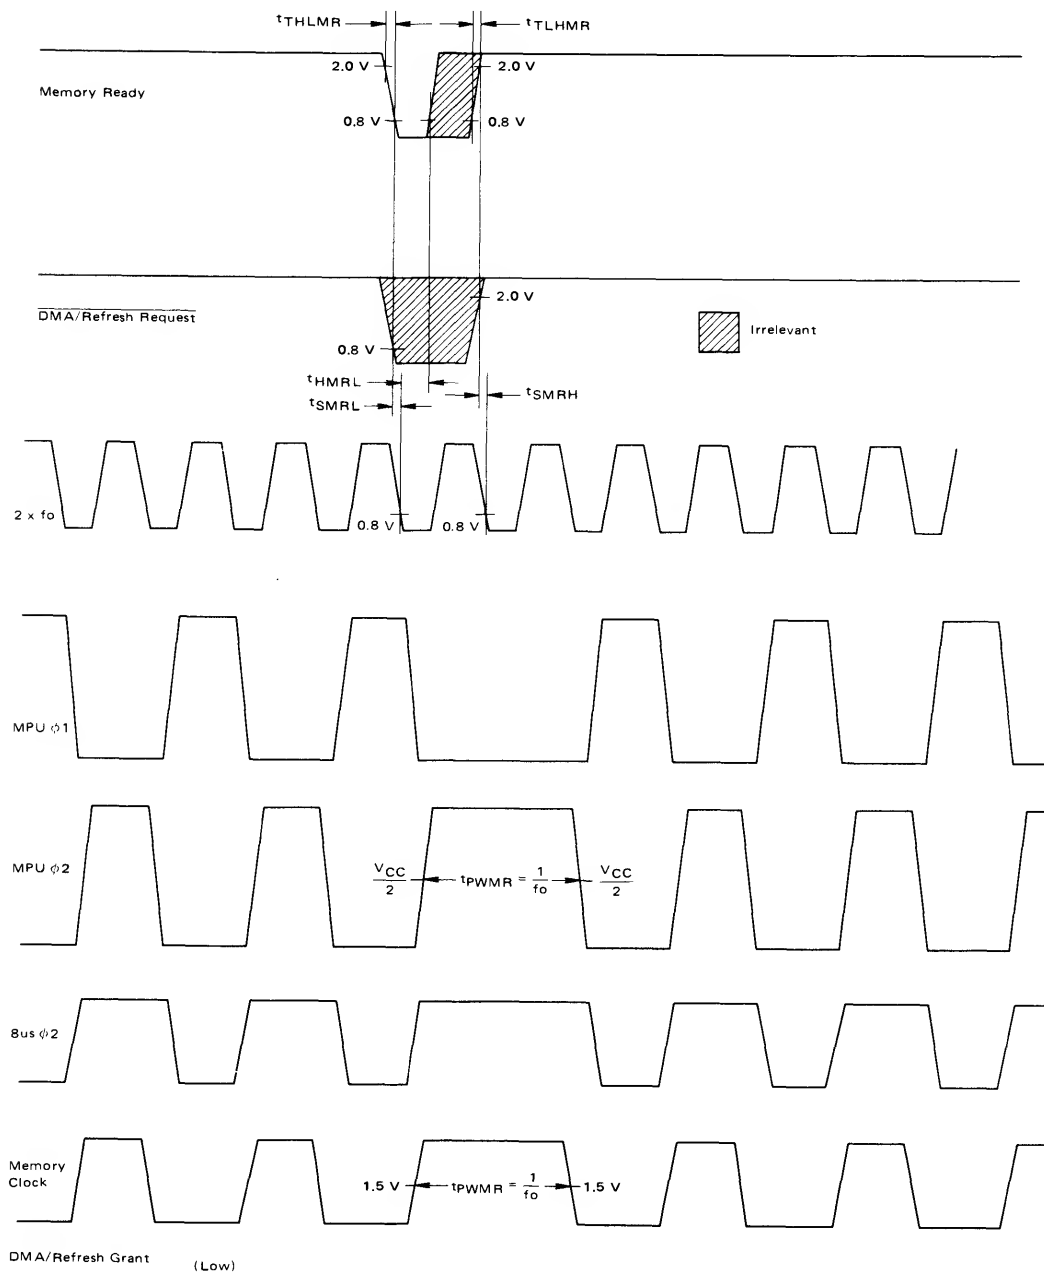 tTHLMR
tTLHMR
2.0 V
2.0 V
Memory Ready
0.8 V
0.8 V
2.0 V
DMA/Refresh Request
Irrelevant
0.8 V
tHMRL
tSMRL
tSMRH
2 x fo
0.8 V
0.8 V
MPU ϕ1
MPU ϕ2
VCC/2
tPWMR = 1/fo
VCC/2
8us ϕ2
Memory
Clock
1.5 V
tPWMR = 1/fo
1.5 V
DMA/Refresh Grant
(Low)